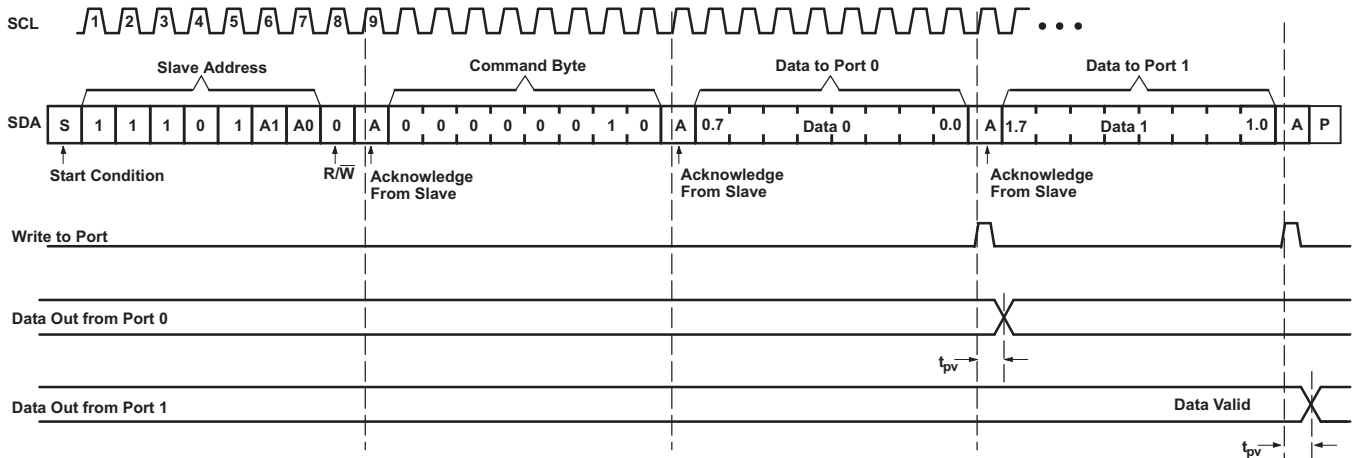 SCL 1 2 3 4 5 6 7 8 9 • • •
Slave Address Command Byte Data to Port 0 Data to Port 1
SDA S 1 1 1 0 1 A1 A0 0 A 0 0 0 0 0 0 1 0 A 0.7 Data 0 0.0 A 1.7 Data 1 1.0 A P
Start Condition R/W̅ Acknowledge From Slave Acknowledge From Slave Acknowledge From Slave
Write to Port
Data Out from Port 0
tpv
Data Out from Port 1 Data Valid
tpv